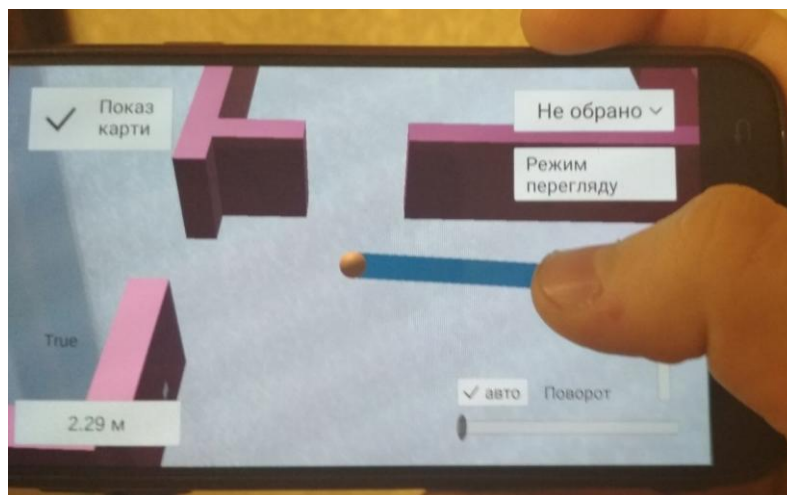 Показ
карти
Не обрано
Режим
перегляду
True
авто Поворот
2.29 м